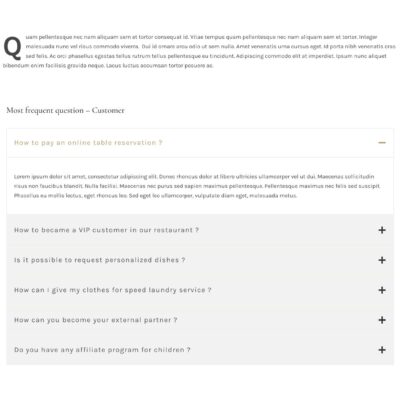 Quam pellentesque nec nam aliquam sem at tortor consequat id. Vitae tempus quam pellentesque nec nam aliquam sem et tortor. Integer
malesuada nunc vel risus commodo viverra. Dui id ornare arcu odio ut sem nulla. Amet venenatis urna cursus eget. Id porta nibh venenatis cras
sed felis. Ac orci phasellus egestas tellus rutrum tellus pellentesque eu tincidunt. Adipiscing commodo elit at imperdiet. Ipsum nunc aliquet
bibendum enim facilisis gravida neque. Lacus luctus accumsan tortor posuere ac.
Most frequent question – Customer
How to pay an online table reservation ?
Lorem ipsum dolor sit amet, consectetur adipiscing elit. Donec rhoncus dolor at libero ultricies ullamcorper vel ut dui. Maecenas sollicitudin
risus non faucibus blandit. Nulla facilisi. Maecenas nec purus sed sapien maximus pellentesque. Pellentesque maximus nec felis sed suscipit.
Phasellus eu mollis lectus, eget rhoncus leo. Sed eget leo ullamcorper, vulputate diam eget, malesuada metus.
How to became a VIP customer in our restaurant ?
Is it possible to request personalized dishes ?
How can I give my clothes for speed laundry service ?
How can you become your external partner ?
Do you have any affiliate program for children ?